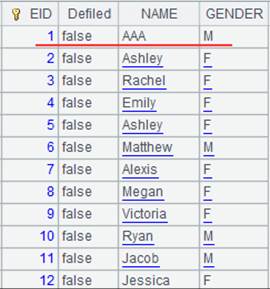 EID Defiled NAME GENDER
1 false AAA M
2 false Ashley F
3 false Rachel F
4 false Emily F
5 false Ashley F
6 false Matthew M
7 false Alexis F
8 false Megan F
9 false Victoria F
10 false Ryan M
11 false Jacob M
12 false Jessica F